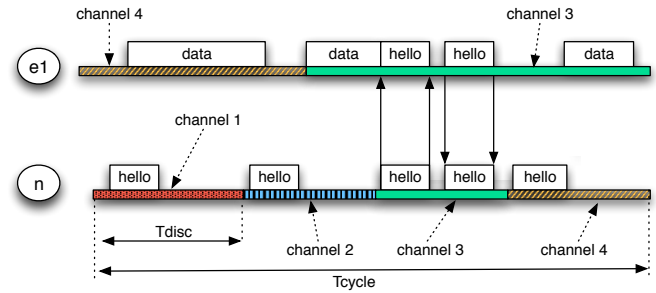 channel 4
channel 3
e1
data
data
hello
hello
data
channel 1
n
hello
hello
hello
hello
hello
Tdisc
channel 2
channel 3
channel 4
Tcycle